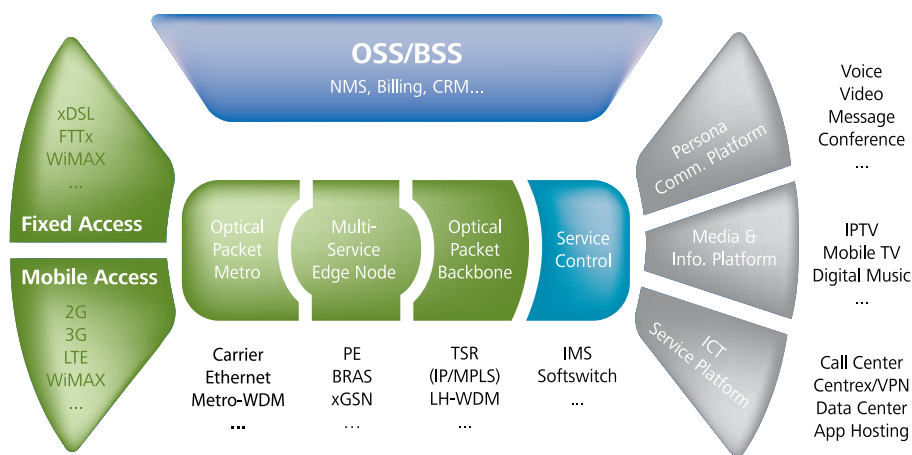 OSS/BSS
NMS, Billing, CRM...
xDSL
FTTx
WiMAX
...
Fixed Access
Mobile Access
2G
3G
LTE
WiMAX
...
Optical
Packet
Metro
Multi-
Service
Edge Node
Optical
Packet
Backbone
Service
Control
Carrier
Ethernet
Metro-WDM
...
PE
BRAS
xGSN
...
TSR
(IP/MPLS)
LH-WDM
...
IMS
Softswitch
...
Persona
Comm. Platform
Media &
Info. Platform
ICT
Service Platform
Voice
Video
Message
Conference
...
IPTV
Mobile TV
Digital Music
...
Call Center
Centrex/VPN
Data Center
App Hosting